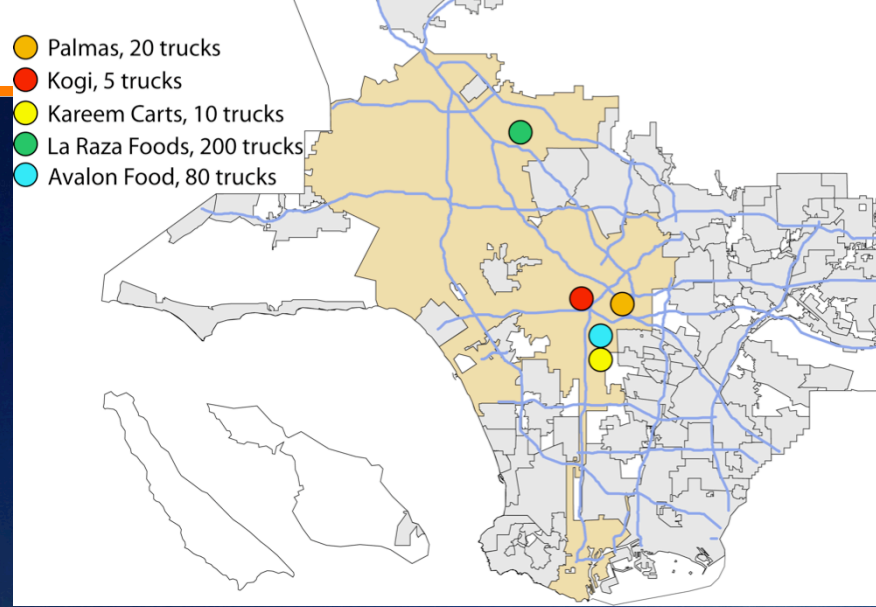 Palmas, 20 trucks
Kogi, 5 trucks
Kareem Carts, 10 trucks
La Raza Foods, 200 trucks
Avalon Food, 80 trucks